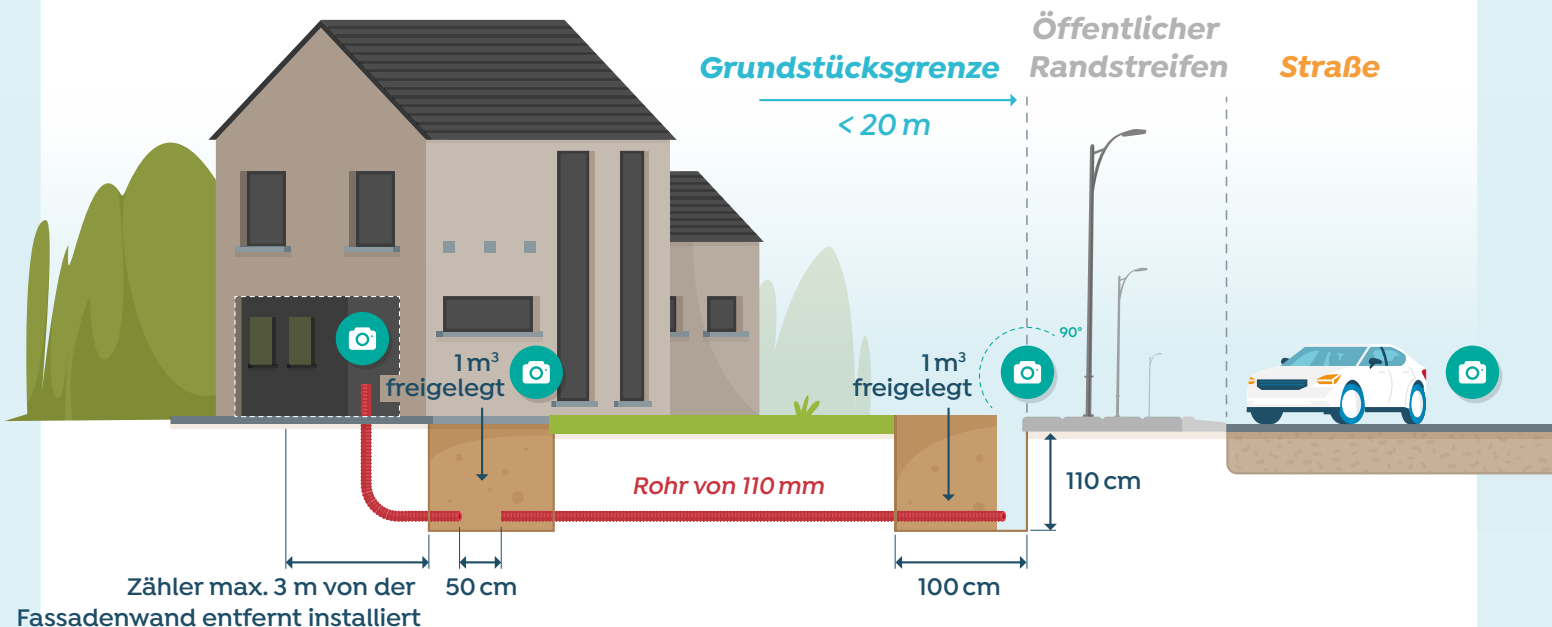 Öffentlicher
Grundstücksgrenze Randstreifen Straße
< 20 m
90°
1 m³
freigelegt
1 m³
freigelegt
Rohr von 110 mm
110 cm
Zähler max. 3 m von der
Fassadenwand entfernt installiert
50 cm
100 cm